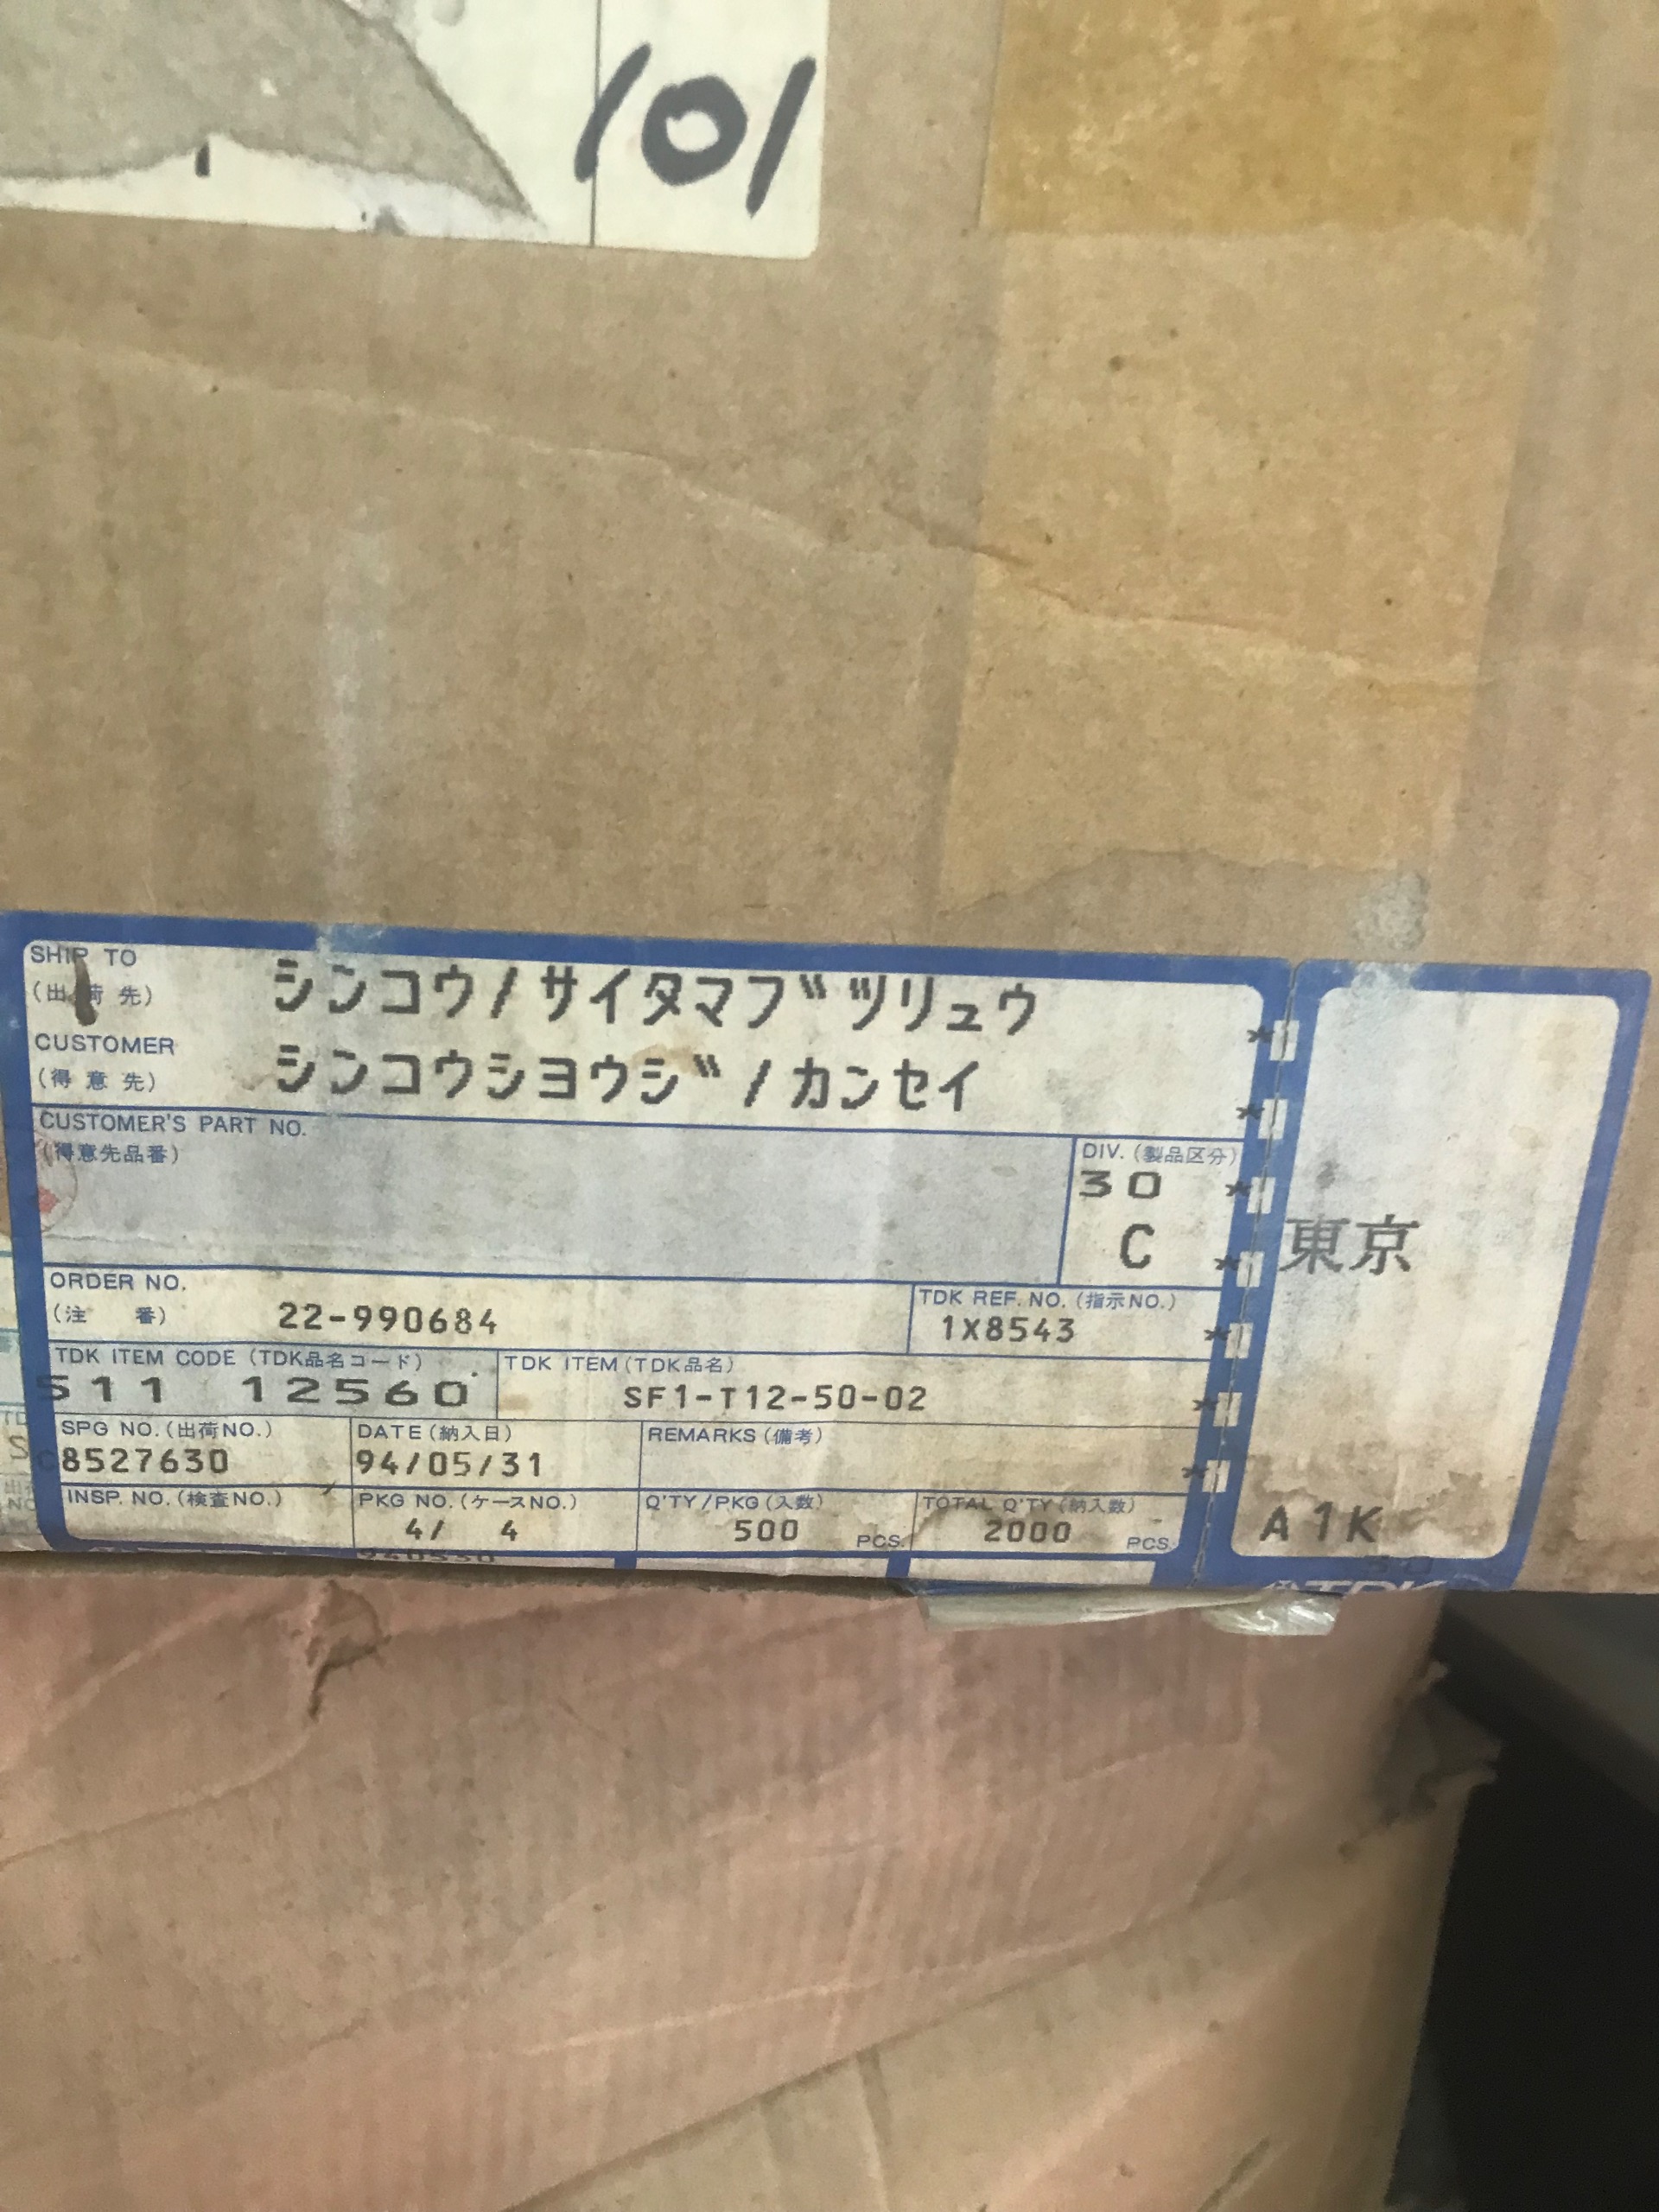 101
SHIP TO
(出荷先)
シンコウ/サイタマブツリュウ
CUSTOMER
(得意先)
シンコウシヨウジ/カンセイ
CUSTOMER'S PART NO.
(得意先品番)
DIV. (製品区分)
30
C
東京
ORDER NO.
(注 番)
22-990684
TDK REF. NO. (指示NO.)
1X8543
TDK ITEM CODE (TDK品名コード)
511 12560
TDK ITEM (TDK品名)
SF1-T12-50-02
SPG NO. (出荷NO.)
8527630
DATE (納入日)
94/05/31
REMARKS (備考)
INSP. NO. (検査NO.)
PKG NO. (ケースNO.)
4/ 4
Q'TY/PKG (入数)
500 PCS.
TOTAL Q'TY (納入数)
2000 PCS.
A1K
TDK